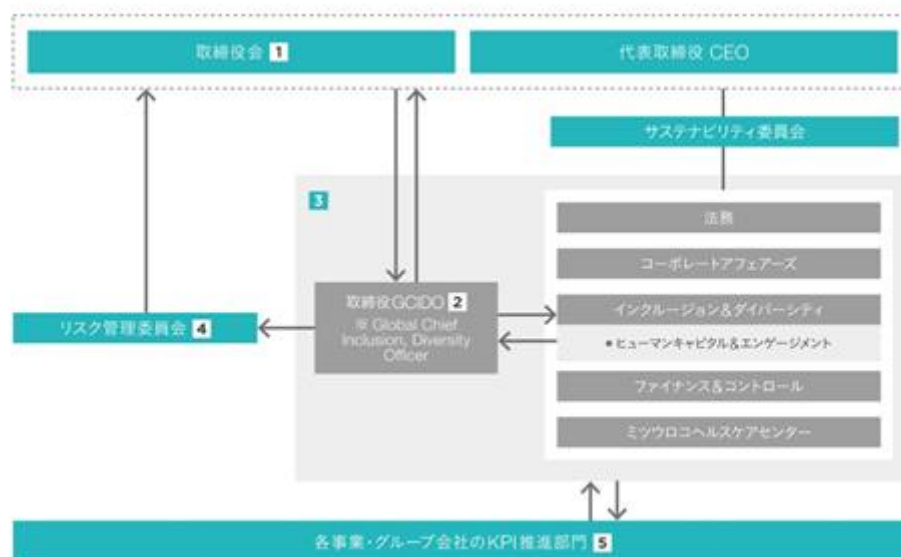 取締役会 1
代表取締役 CEO
サステナビリティ委員会
3
法務
コーポレートアフェアーズ
取締役GCIDO 2
※ Global Chief
Inclusion, Diversity
Officer
インクルージョン&ダイバーシティ
●ヒューマンキャピタル&エンゲージメント
リスク管理委員会 4
ファイナンス&コントロール
ミツウロコヘルスケアセンター
各事業・グループ会社のKPI推進部門 5